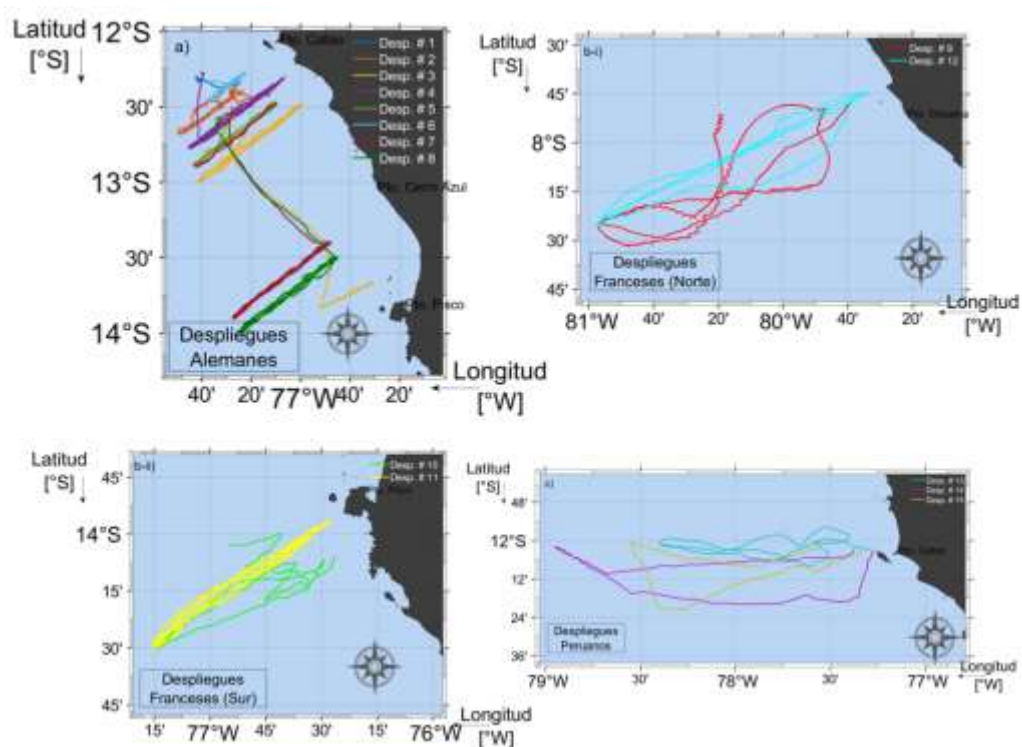 Latitud
[°S]
12°S
30'
13°S
30'
14°S
a)
Pto. Callao
Desp. # 1
Desp. # 2
Desp. # 3
Desp. # 4
Desp. # 5
Desp. # 6
Desp. # 7
Desp. # 8
Pto. Cerro Azul
Pto. Pisco
Despliegues
Alemanes
40' 20' 77°W 40' 20'
Longitud
[°W]
Latitud
[°S]
30'
45'
8°S
15'
30'
45'
b-i)
Desp. # 9
Desp. # 12
Despliegues
Franceses (Norte)
81°W 40' 20' 80°W 20'
Longitud
[°W]
Latitud
[°S]
45'
14°S
15'
30'
45'
b-ii)
Desp. # 10
Desp. # 11
Despliegues
Franceses (Sur)
15' 77°W 45' 30' 15' 76°W
Longitud
[°W]
Latitud
[°S]
48'
12°S
12'
24'
36'
Despliegues
Peruanos
79°W 30' 78°W 30' 77°W
Longitud
[°W]